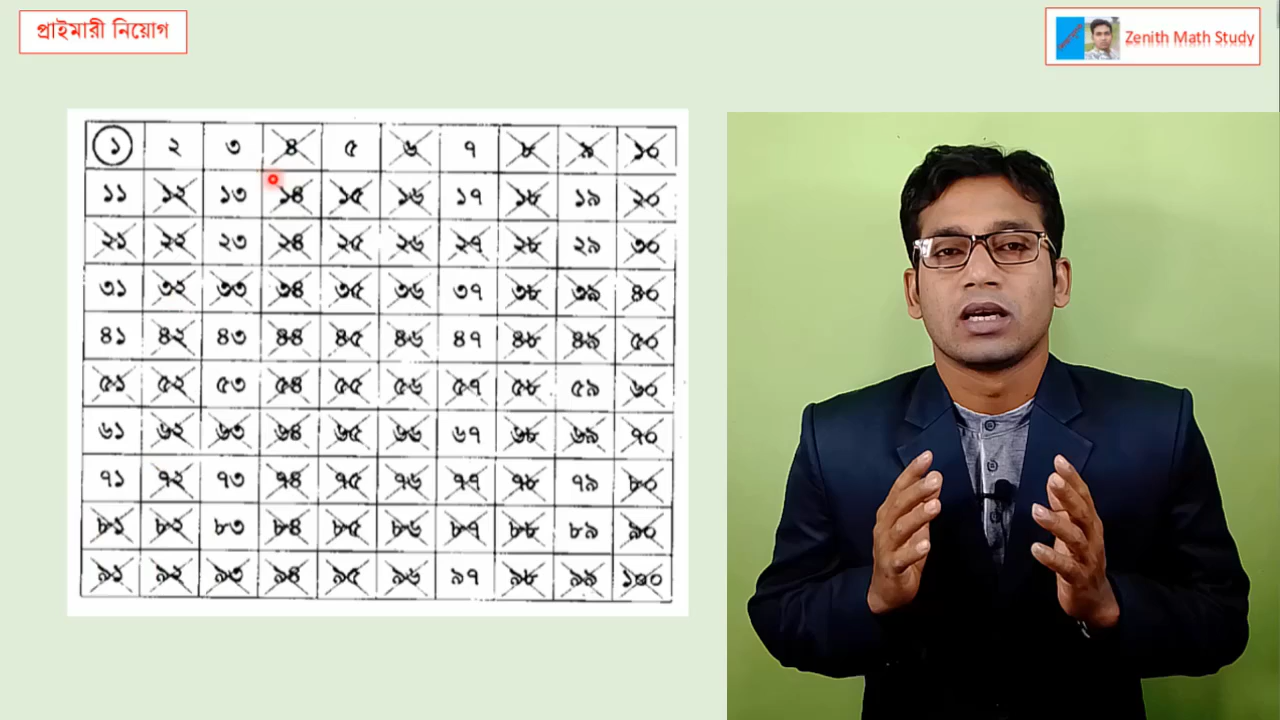 প্রাইমারী নিয়োগ
Zenith Math Study
১ ২ ৩ ৪ ৫ ৬ ৭ ৮ ৯ ১০
১১ ১২ ১৩ ১৪ ১৫ ১৬ ১৭ ১৮ ১৯ ২০
২১ ২২ ২৩ ২৪ ২৫ ২৬ ২৭ ২৮ ২৯ ৩০
৩১ ৩২ ৩৩ ৩৪ ৩৫ ৩৬ ৩৭ ৩৮ ৩৯ ৪০
৪১ ৪২ ৪৩ ৪৪ ৪৫ ৪৬ ৪৭ ৪৮ ৪৯ ৫০
৫১ ৫২ ৫৩ ৫৪ ৫৫ ৫৬ ৫৭ ৫৮ ৫৯ ৬০
৬১ ৬২ ৬৩ ৬৪ ৬৫ ৬৬ ৬৭ ৬৮ ৬৯ ৭০
৭১ ৭২ ৭৩ ৭৪ ৭৫ ৭৬ ৭৭ ৭৮ ৭৯ ৮০
৮১ ৮২ ৮৩ ৮৪ ৮৫ ৮৬ ৮৭ ৮৮ ৮৯ ৯০
৯১ ৯২ ৯৩ ৯৪ ৯৫ ৯৬ ৯৭ ৯৮ ৯৯ ১০০